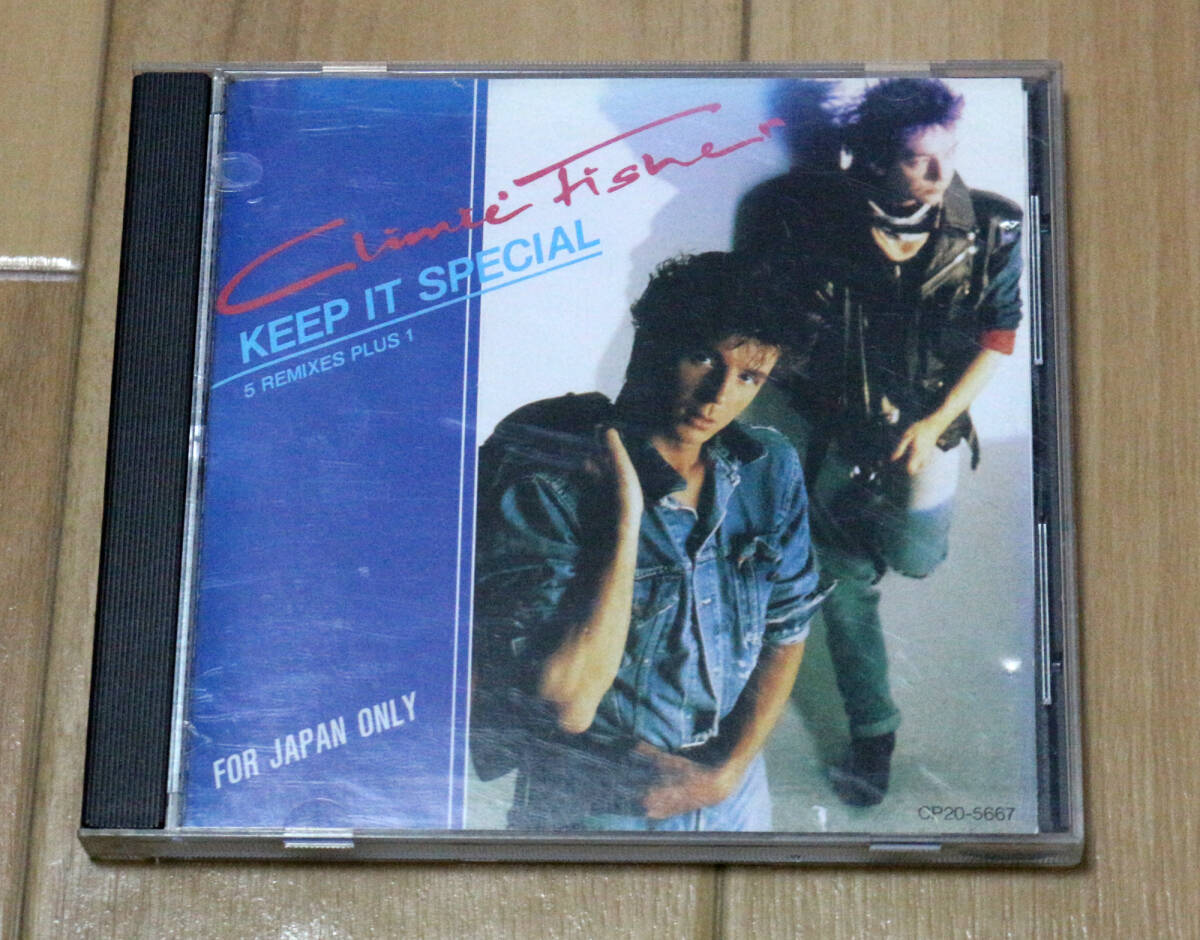 Climie Fisher
KEEP IT SPECIAL
5 REMIXES PLUS 1
FOR JAPAN ONLY
CP20-5667